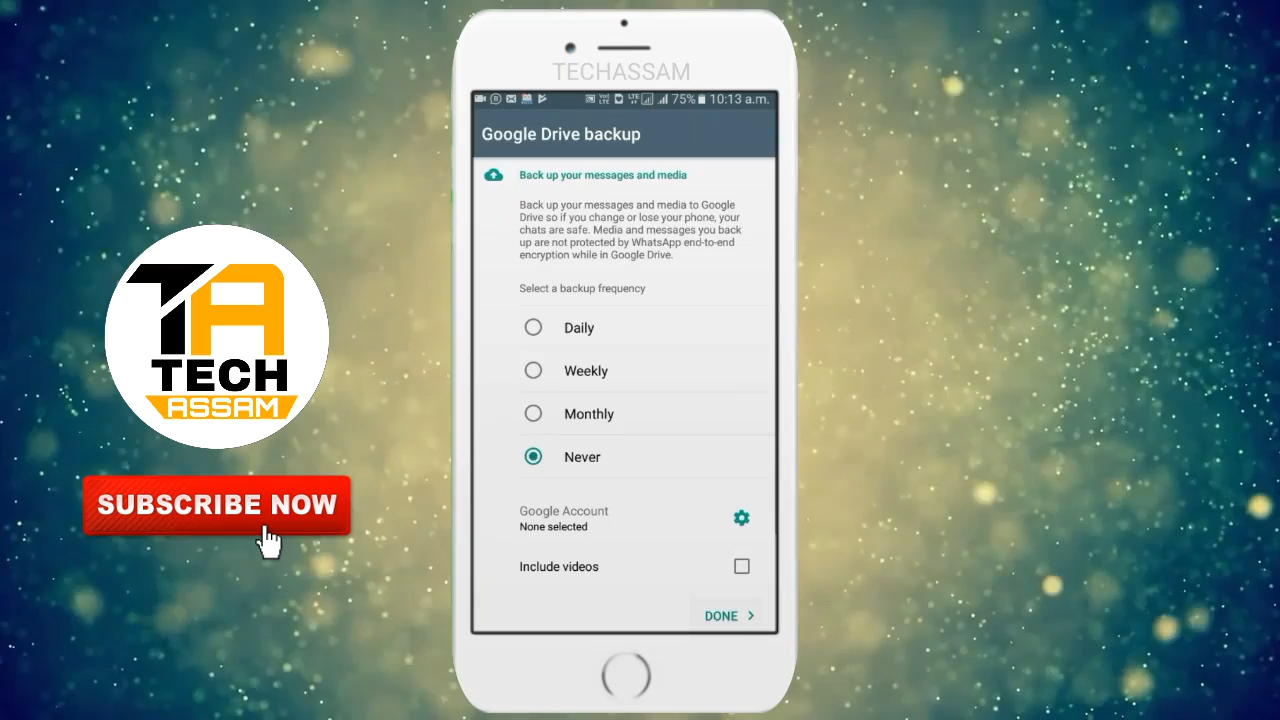 TECHASSAM
75% 10:13 a.m.
Google Drive backup
Back up your messages and media
Back up your messages and media to Google
Drive so if you change or lose your phone, your
chats are safe. Media and messages you back
up are not protected by WhatsApp end-to-end
encryption while in Google Drive.
Select a backup frequency
Daily
Weekly
Monthly
Never
Google Account
None selected
Include videos
DONE
TA
TECH
ASSAM
SUBSCRIBE NOW